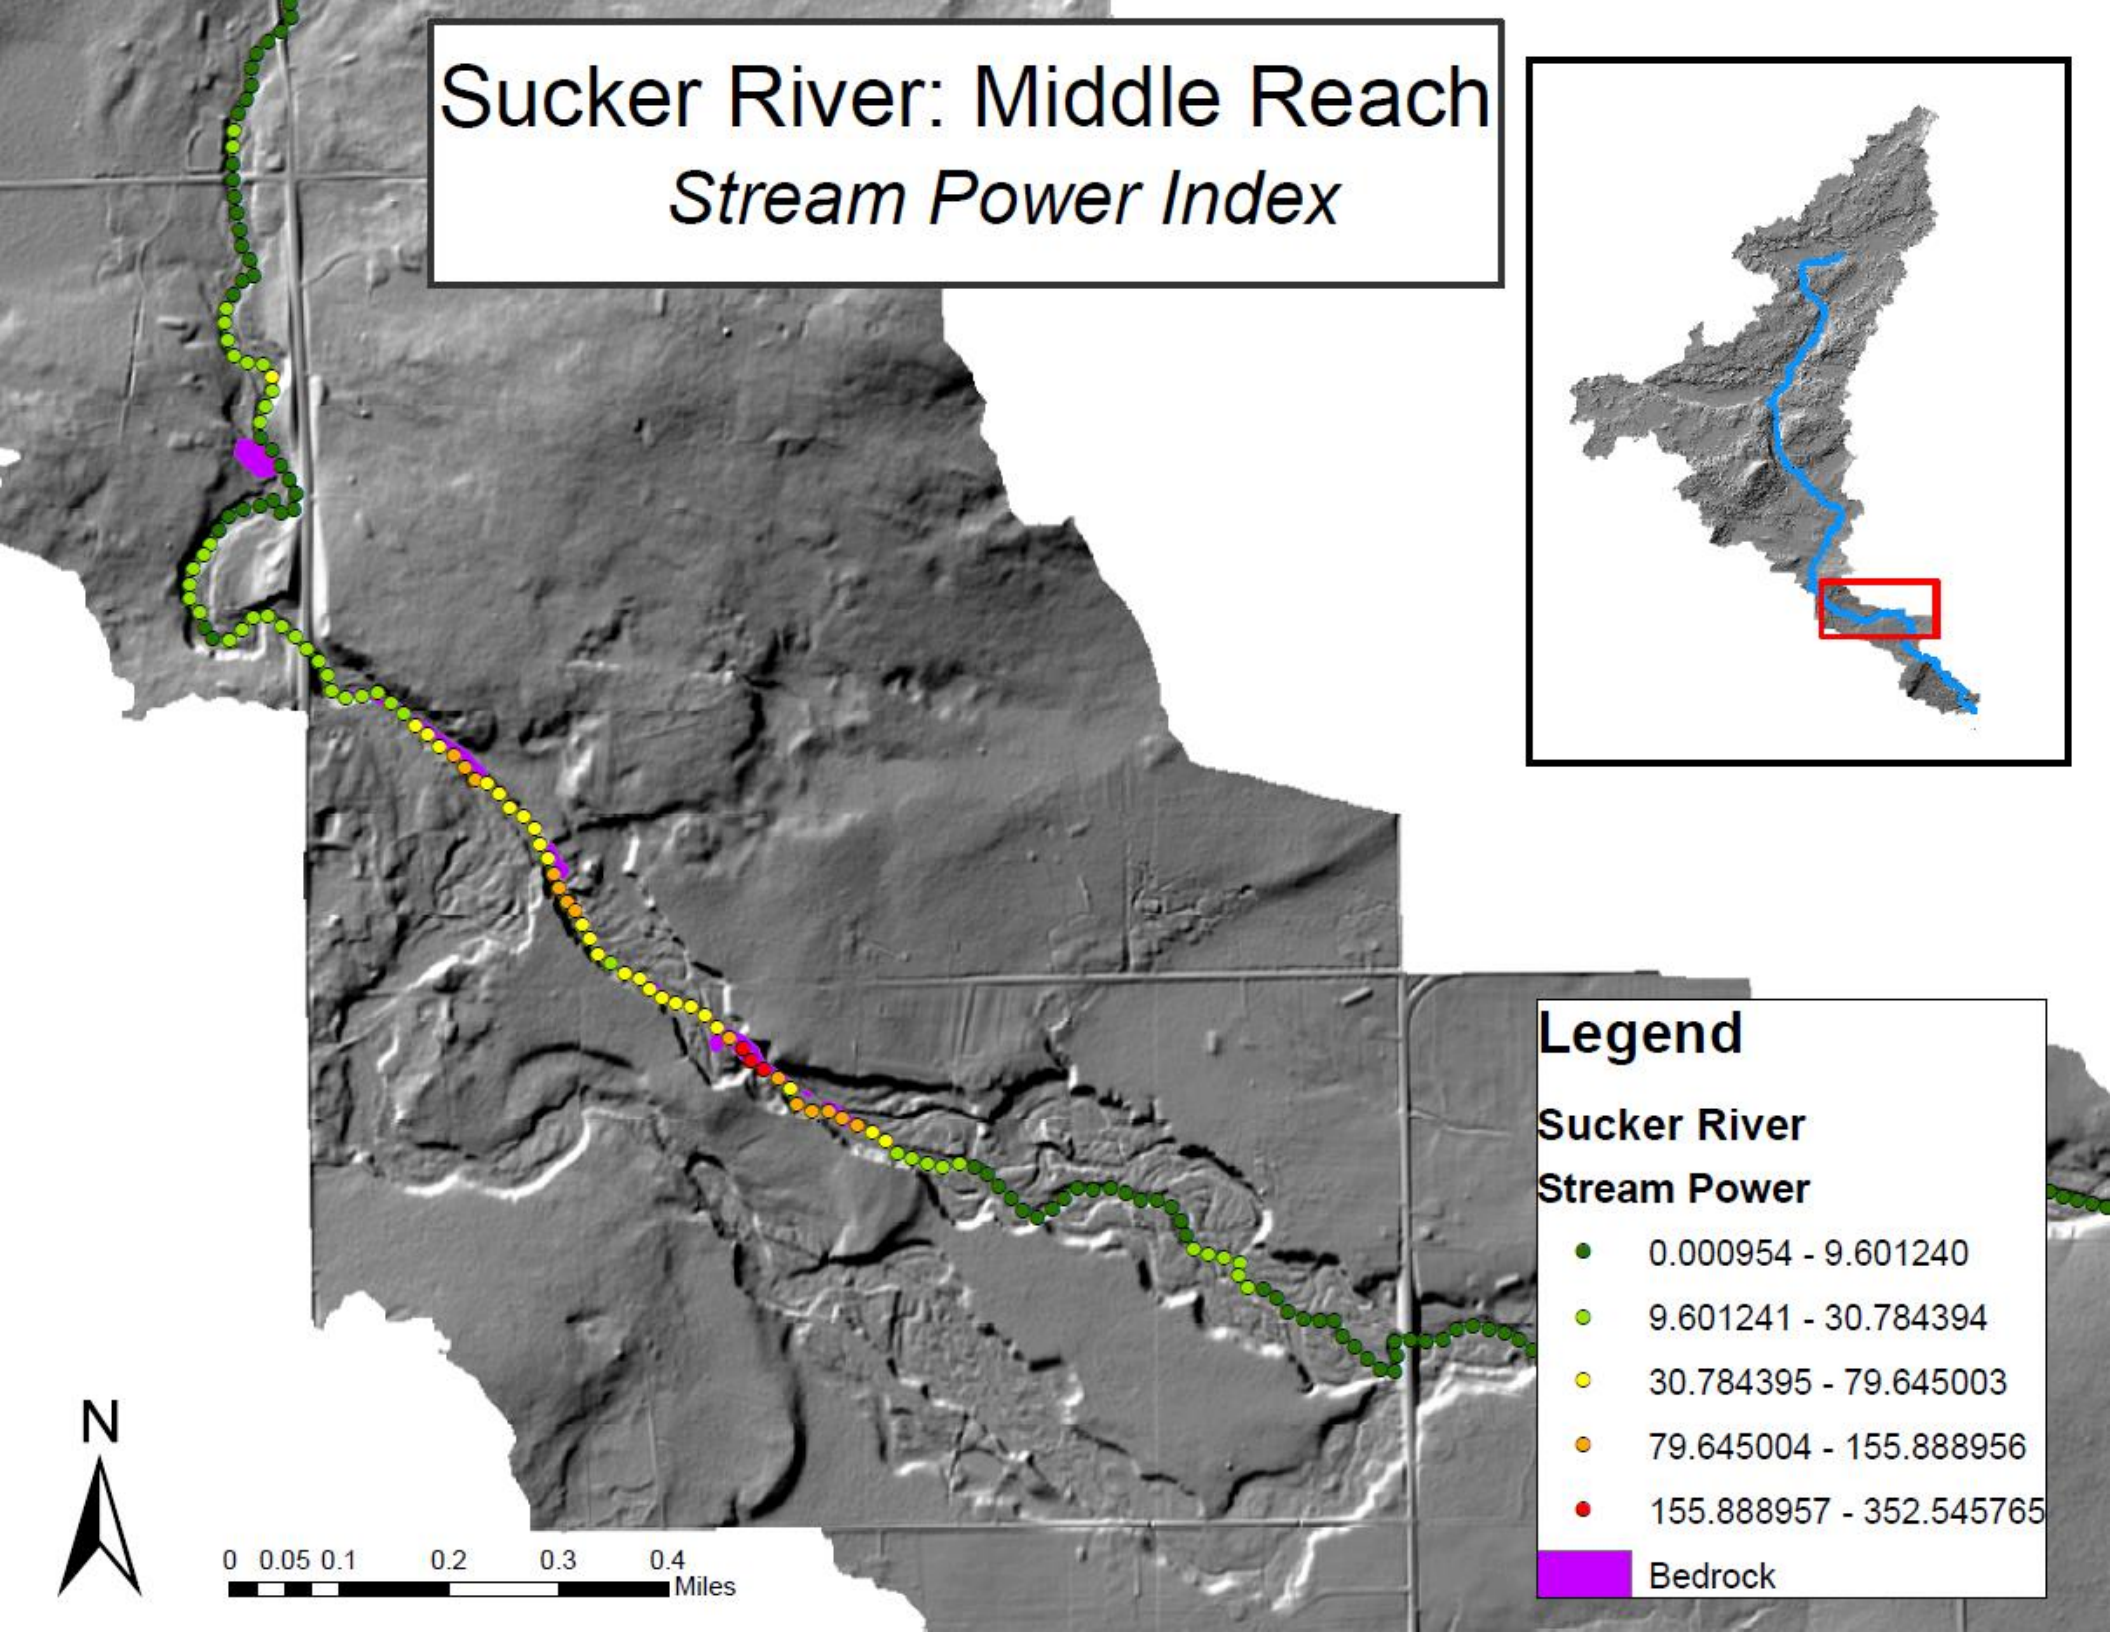 Sucker River: Middle Reach
Stream Power Index
Legend
Sucker River
Stream Power
0.000954 - 9.601240
9.601241 - 30.784394
30.784395 - 79.645003
79.645004 - 155.888956
155.888957 - 352.545765
Bedrock
N
0 0.05 0.1 0.2 0.3 0.4
Miles